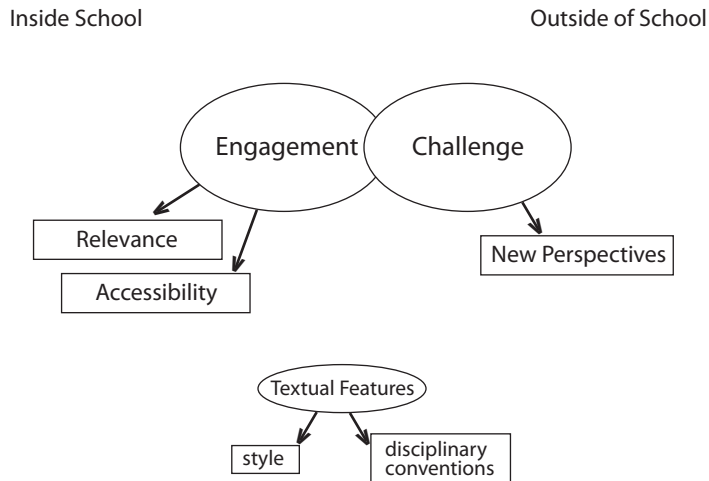 Inside School
Outside of School
Engagement
Challenge
Relevance
New Perspectives
Accessibility
Textual Features
style
disciplinary
conventions